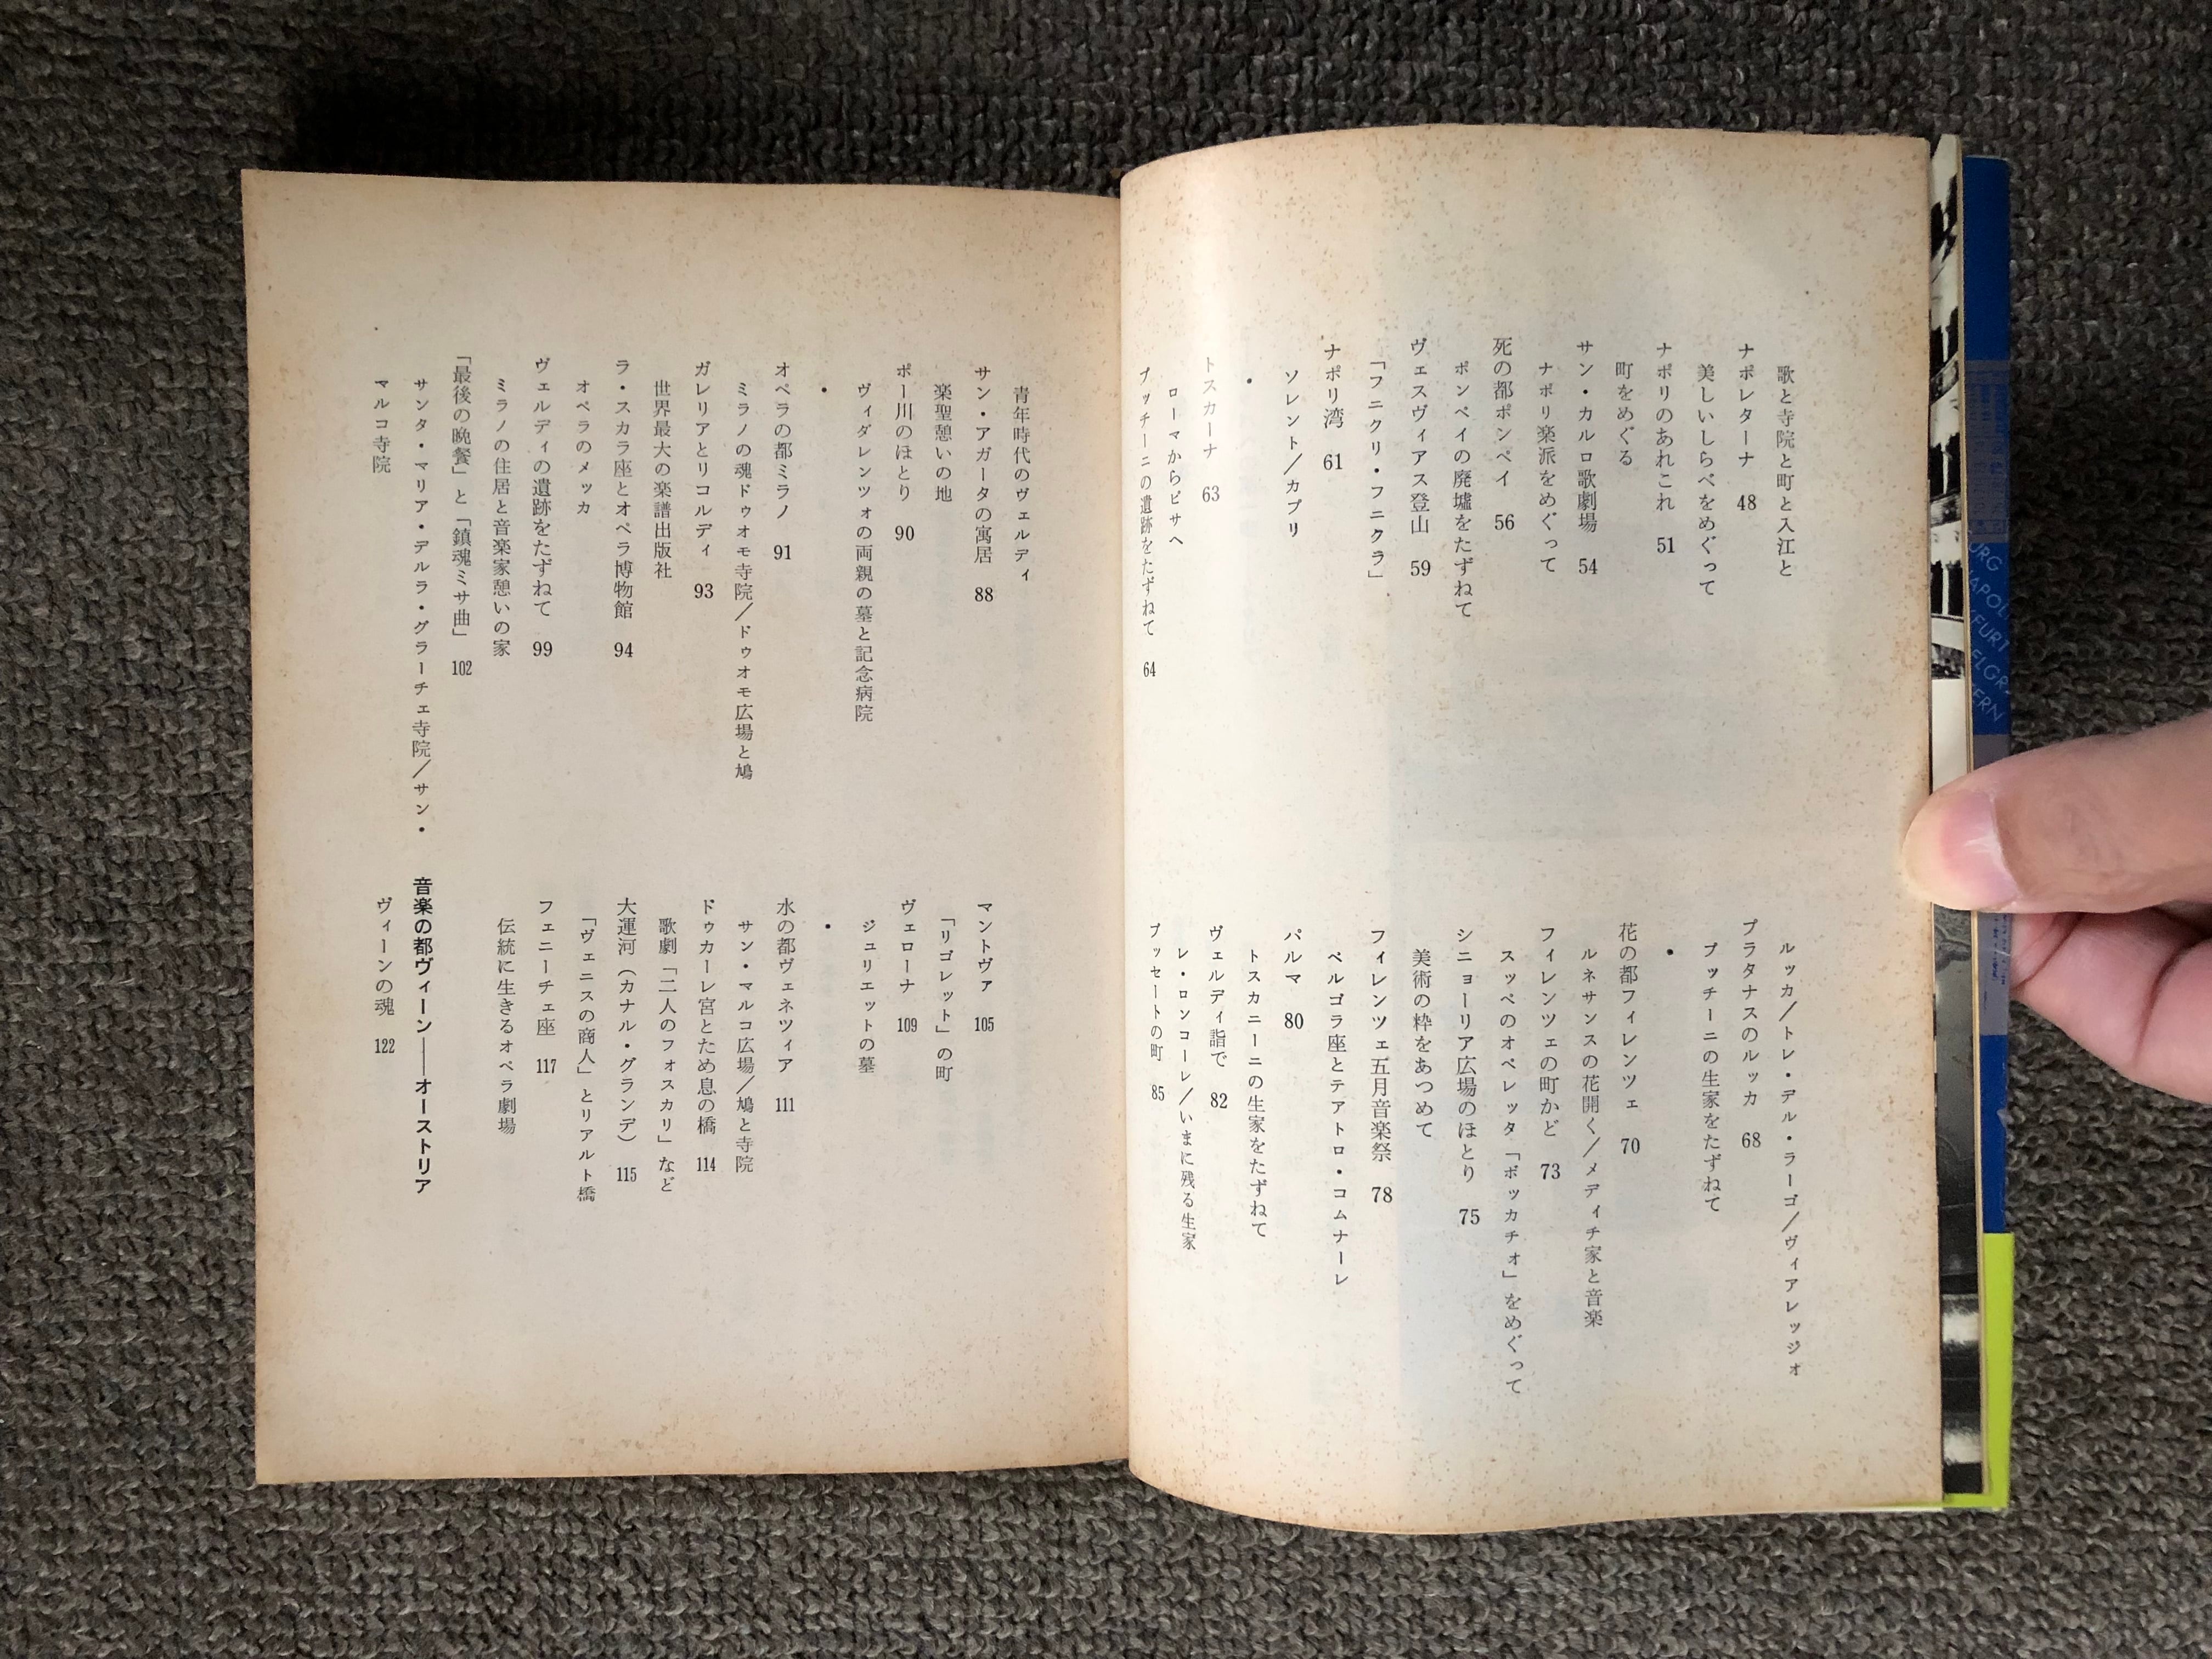 歌と寺院と町と入江と
ナポレターナ 48
美しいしらべをめぐって
ナポリのあれこれ 51
町をめぐる
サン・カルロ歌劇場 54
ナポリ楽派をめぐって
死の都ポンペイ 56
ポンペイの廃墟をたずねて
ヴェスヴィアス登山 59
「フニクリ・フニクラ」
ナポリ湾 61
ソレント/カプリ
・
トスカーナ 63
ローマからピサへ
プッチーニの遺跡をたずねて 64
ルッカ/トレ・デル・ラーゴ/ヴィアレッジォ
プラタナスのルッカ 68
プッチーニの生家をたずねて
・
花の都フィレンツェ 70
ルネサンスの花開く/メディチ家と音楽
フィレンツェの町かど 73
スッペのオペレッタ「ボッカチォ」をめぐって
シニョーリア広場のほとり 75
美術の粋をあつめて
フィレンツェ五月音楽祭 78
ペルゴラ座とテアトロ・コムナーレ
パルマ 80
トスカニーニの生家をたずねて
ヴェルディ詣で 82
レ・ロンコーレ/いまに残る生家
ブッセートの町 85
青年時代のヴェルディ
サン・アガータの寓居 88
楽聖憩いの地
ポー川のほとり 90
ヴィダレンツォの両親の墓と記念病院
・
オペラの都ミラノ 91
ミラノの魂ドゥオモ寺院/ドゥオモ広場と鳩
ガレリアとリコルディ 93
世界最大の楽譜出版社
ラ・スカラ座とオペラ博物館 94
オペラのメッカ
ヴェルディの遺跡をたずねて 99
ミラノの住居と音楽家憩いの家
「最後の晩餐」と「鎮魂ミサ曲」 102
サンタ・マリア・デルラ・グラーチェ寺院/サン・
マルコ寺院
マントヴァ 105
「リゴレット」の町
ヴェローナ 109
ジュリエットの墓
・
水の都ヴェネツィア 111
サン・マルコ広場/鳩と寺院
ドゥカーレ宮とため息の橋 114
歌劇「二人のフォスカリ」など
大運河（カナル・グランデ） 115
「ヴェニスの商人」とリアルト橋
フェニーチェ座 117
伝統に生きるオペラ劇場
音楽の都ヴィーン──オーストリア
ヴィーンの魂 122